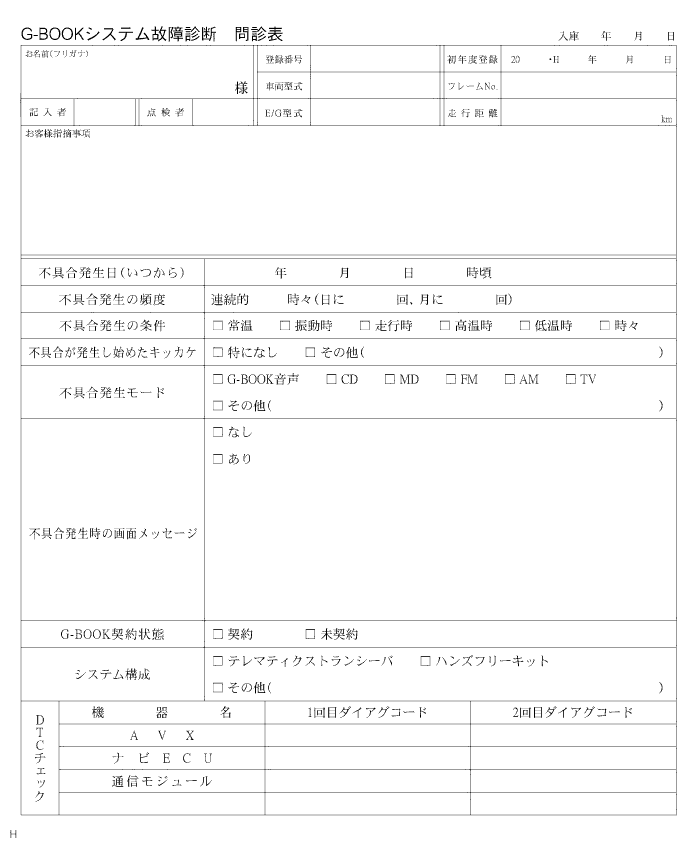 G-BOOKシステム故障診断　問診表
入庫　年　月　日
お名前(フリガナ)
様
登録番号
初年度登録　20　・H　年　月　日
車両型式
フレームNo.
記入者
点検者
E/G型式
走行距離
km
お客様指摘事項
不具合発生日(いつから)　年　月　日　時頃
不具合発生の頻度　連続的　時々(日に　回、月に　回)
不具合発生の条件　□ 常温　□ 振動時　□ 走行時　□ 高温時　□ 低温時　□ 時々
不具合が発生し始めたキッカケ　□ 特になし　□ その他(　)
不具合発生モード　□ G-BOOK音声　□ CD　□ MD　□ FM　□ AM　□ TV
□ その他(　)
不具合発生時の画面メッセージ
□ なし
□ あり
G-BOOK契約状態　□ 契約　□ 未契約
システム構成　□ テレマティクストランシーバ　□ ハンズフリーキット
□ その他(　)
DTCチェック
機　器　名　1回目ダイアグコード　2回目ダイアグコード
A　V　X
ナ　ビ　E　C　U
通信モジュール
H